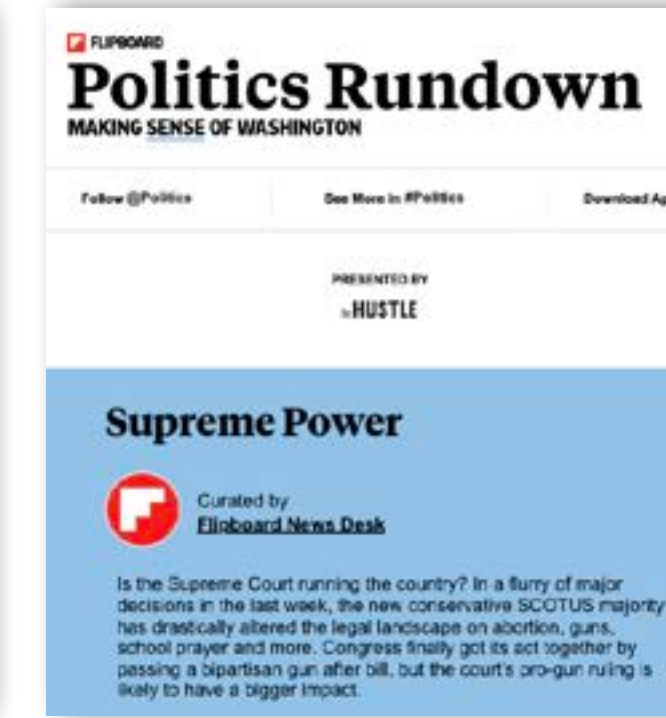 FLIPBOARD
Politics Rundown
MAKING SENSE OF WASHINGTON
Follow @Politics See More in #Politics Download Ap
PRESENTED BY
HUSTLE
Supreme Power
Curated by
Flipboard News Desk
Is the Supreme Court running the country? In a flurry of major
decisions in the last week, the new conservative SCOTUS majority
has drastically altered the legal landscape on abortion, guns,
school prayer and more. Congress finally got its act together by
passing a bipartisan gun after bill, but the court's pro-gun ruling is
likely to have a bigger impact.